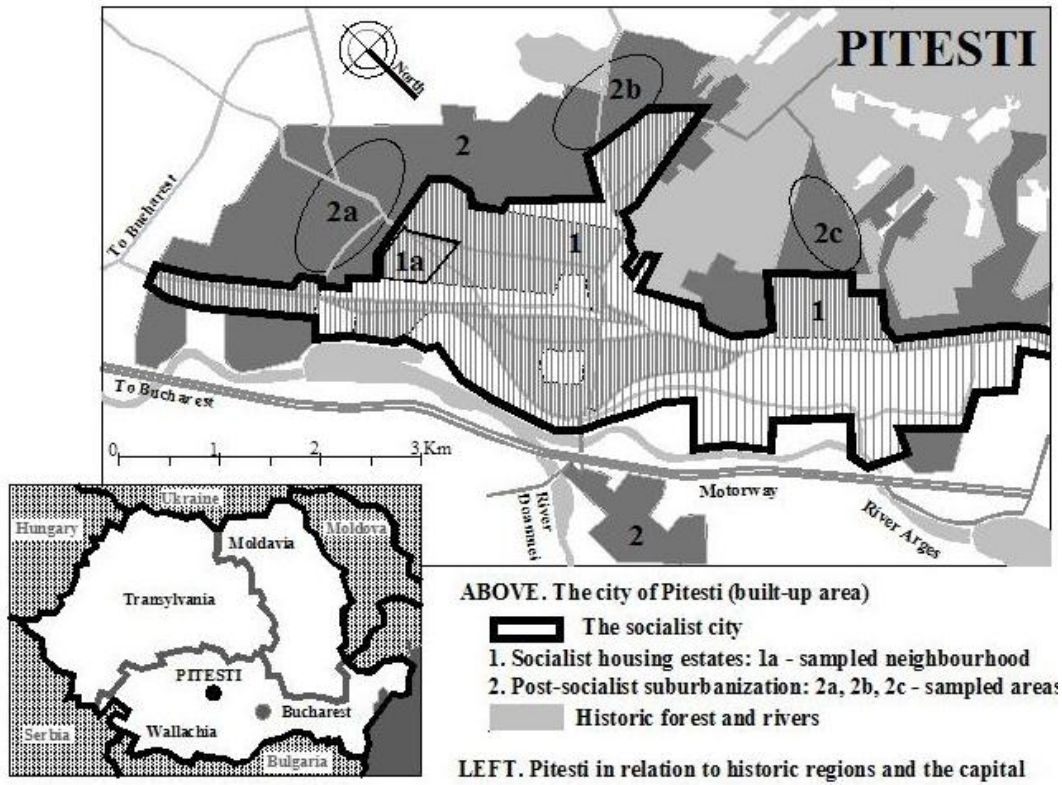 PITESTI
North
2b
2
2a
2c
1
1a
1
To Bucharest
To Bucharest
0 1 2 3 Km
Motorway
River
Doamnei
River Arges
2
Ukraine
Hungary
Moldova
Moldavia
Transylvania
PITESTI
Bucharest
Wallachia
Serbia
Bulgaria
ABOVE. The city of Pitesti (built-up area)
The socialist city
1. Socialist housing estates: 1a - sampled neighbourhood
2. Post-socialist suburbanization: 2a, 2b, 2c - sampled areas
Historic forest and rivers
LEFT. Pitesti in relation to historic regions and the capital